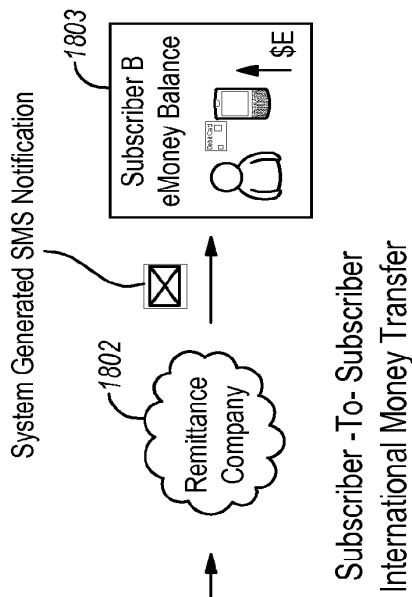 System Generated SMS Notification
1802
Remittance
Company
1803
Subscriber B
eMoney Balance
$E
Subscriber -To- Subscriber
International Money Transfer